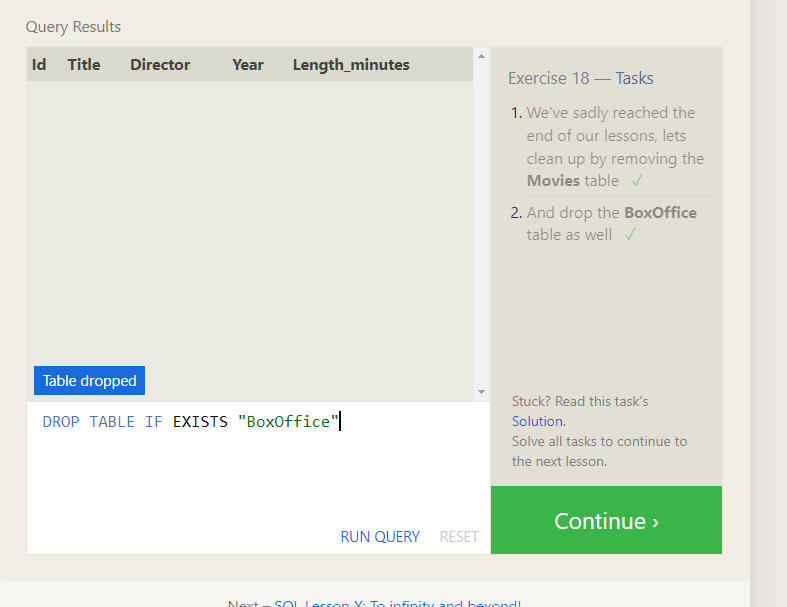 Query Results
Id Title Director Year Length_minutes
Table dropped
DROP TABLE IF EXISTS "BoxOffice"
RUN QUERY RESET
Exercise 18 — Tasks
1. We've sadly reached the
end of our lessons, lets
clean up by removing the
Movies table ✓
2. And drop the BoxOffice
table as well ✓
Stuck? Read this task's
Solution.
Solve all tasks to continue to
the next lesson.
Continue ›
Next – SQL Lesson X: To infinity and beyond!